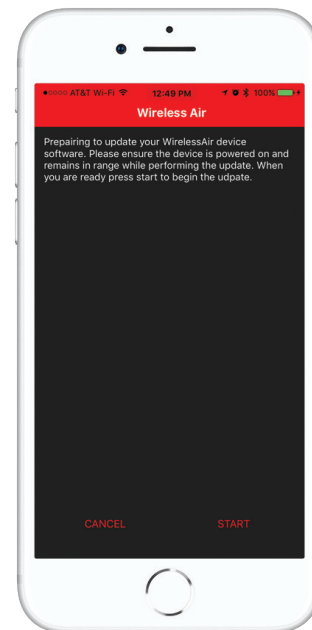 AT&T Wi-Fi 12:49 PM 100%
Wireless Air
Prepairing to update your WirelessAir device
software. Please ensure the device is powered on and
remains in range while performing the update. When
you are ready press start to begin the udpate.
CANCEL START